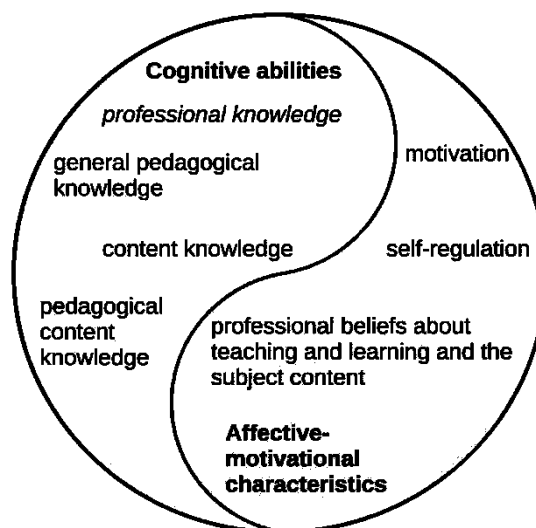 Cognitive abilities
professional knowledge
general pedagogical
knowledge
content knowledge
pedagogical
content
knowledge
motivation
self-regulation
professional beliefs about
teaching and learning and the
subject content
Affective-
motivational
characteristics